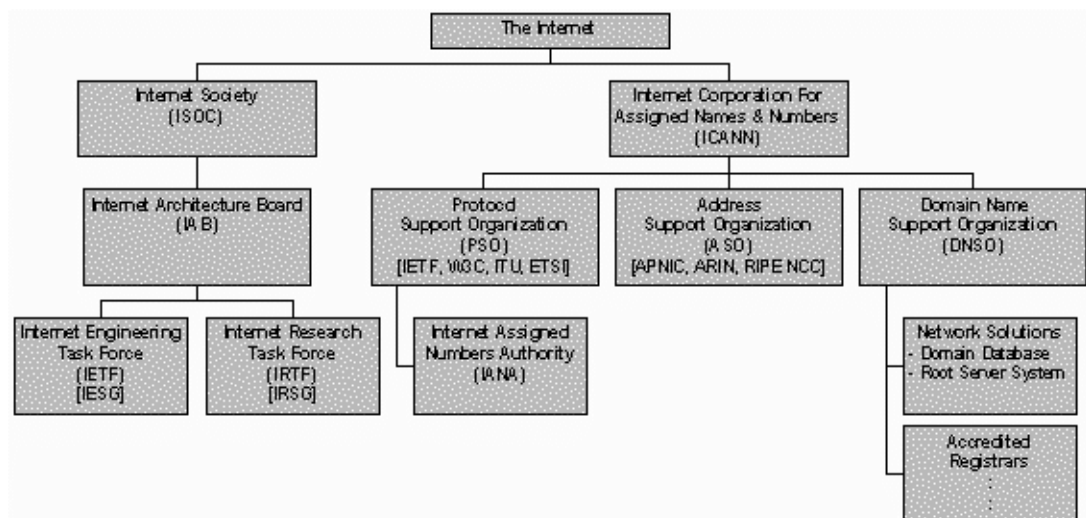 The Internet
Internet Society
(ISOC)
Internet Corporation For
Assigned Names & Numbers
(ICANN)
Internet Architecture Board
(IAB)
Protocol
Support Organization
(PSO)
[IETF, W3C, ITU, ETSI]
Address
Support Organization
(ASO)
[APNIC, ARIN, RIPE NCC]
Domain Name
Support Organization
(DNSO)
Internet Engineering
Task Force
(IETF)
[IESG]
Internet Research
Task Force
(IRTF)
[IRSG]
Internet Assigned
Numbers Authority
(IANA)
Network Solutions
- Domain Database
- Root Server System
Accredited
Registrars
.
.
.